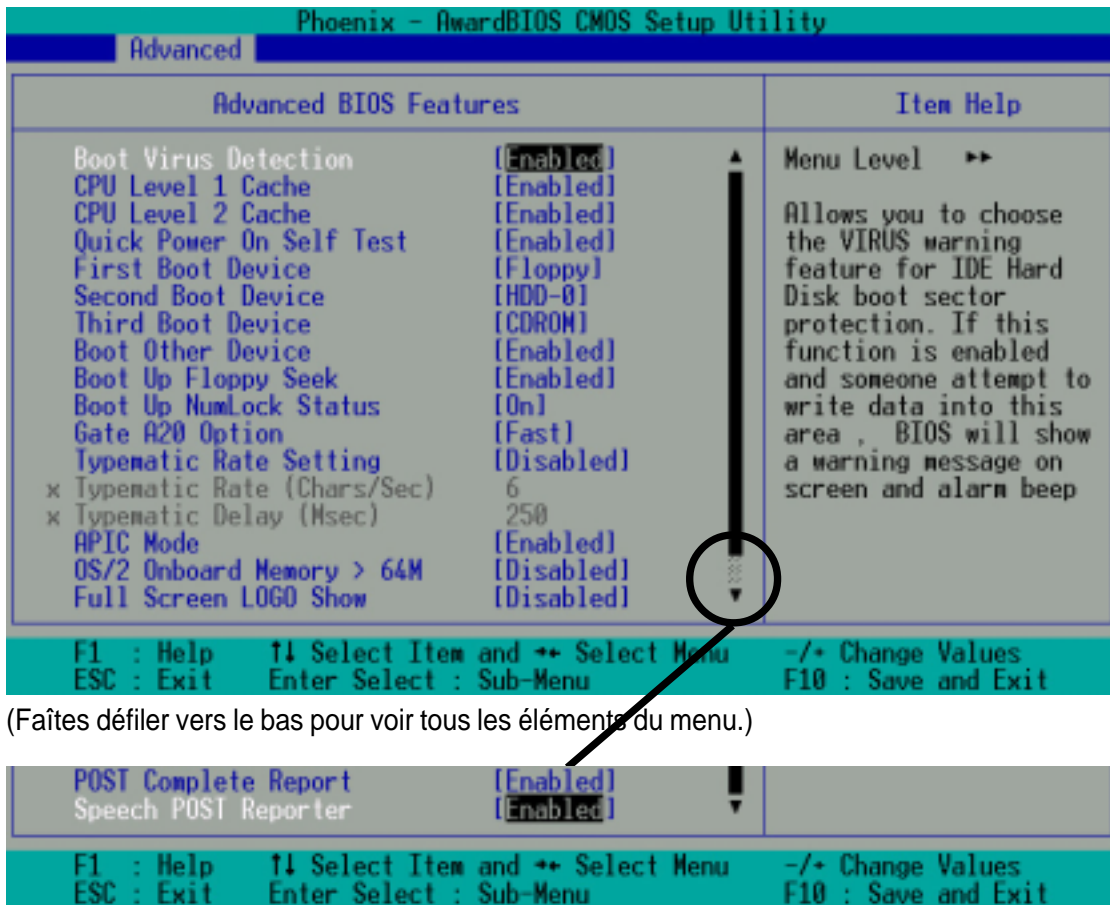 Phoenix - AwardBIOS CMOS Setup Utility
Advanced
Advanced BIOS Features
Item Help
Boot Virus Detection [Enabled]
CPU Level 1 Cache [Enabled]
CPU Level 2 Cache [Enabled]
Quick Power On Self Test [Enabled]
First Boot Device [Floppy]
Second Boot Device [HDD-0]
Third Boot Device [CDROM]
Boot Other Device [Enabled]
Boot Up Floppy Seek [Enabled]
Boot Up NumLock Status [On]
Gate A20 Option [Fast]
Typematic Rate Setting [Disabled]
x Typematic Rate (Chars/Sec) 6
x Typematic Delay (Msec) 250
APIC Mode [Enabled]
OS/2 Onboard Memory > 64M [Disabled]
Full Screen LOGO Show [Disabled]
Menu Level ▸▸
Allows you to choose
the VIRUS warning
feature for IDE Hard
Disk boot sector
protection. If this
function is enabled
and someone attempt to
write data into this
area , BIOS will show
a warning message on
screen and alarm beep
F1 : Help ↑↓ Select Item and →← Select Menu -/+ Change Values
ESC : Exit Enter Select : Sub-Menu F10 : Save and Exit
(Faîtes défiler vers le bas pour voir tous les éléments du menu.)
POST Complete Report [Enabled]
Speech POST Reporter [Enabled]
F1 : Help ↑↓ Select Item and →← Select Menu -/+ Change Values
ESC : Exit Enter Select : Sub-Menu F10 : Save and Exit